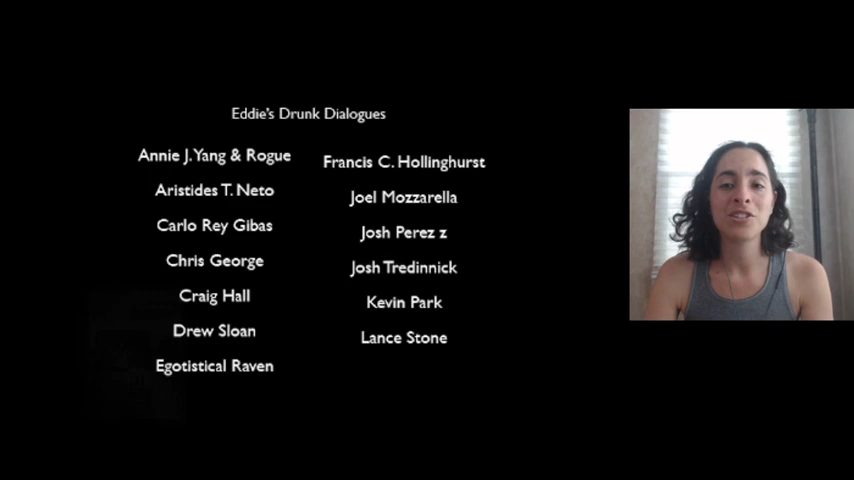 Eddie's Drunk Dialogues
Annie J. Yang & Rogue
Aristides T. Neto
Carlo Rey Gibas
Chris George
Craig Hall
Drew Sloan
Egotistical Raven
Francis C. Hollinghurst
Joel Mozzarella
Josh Perez z
Josh Tredinnick
Kevin Park
Lance Stone